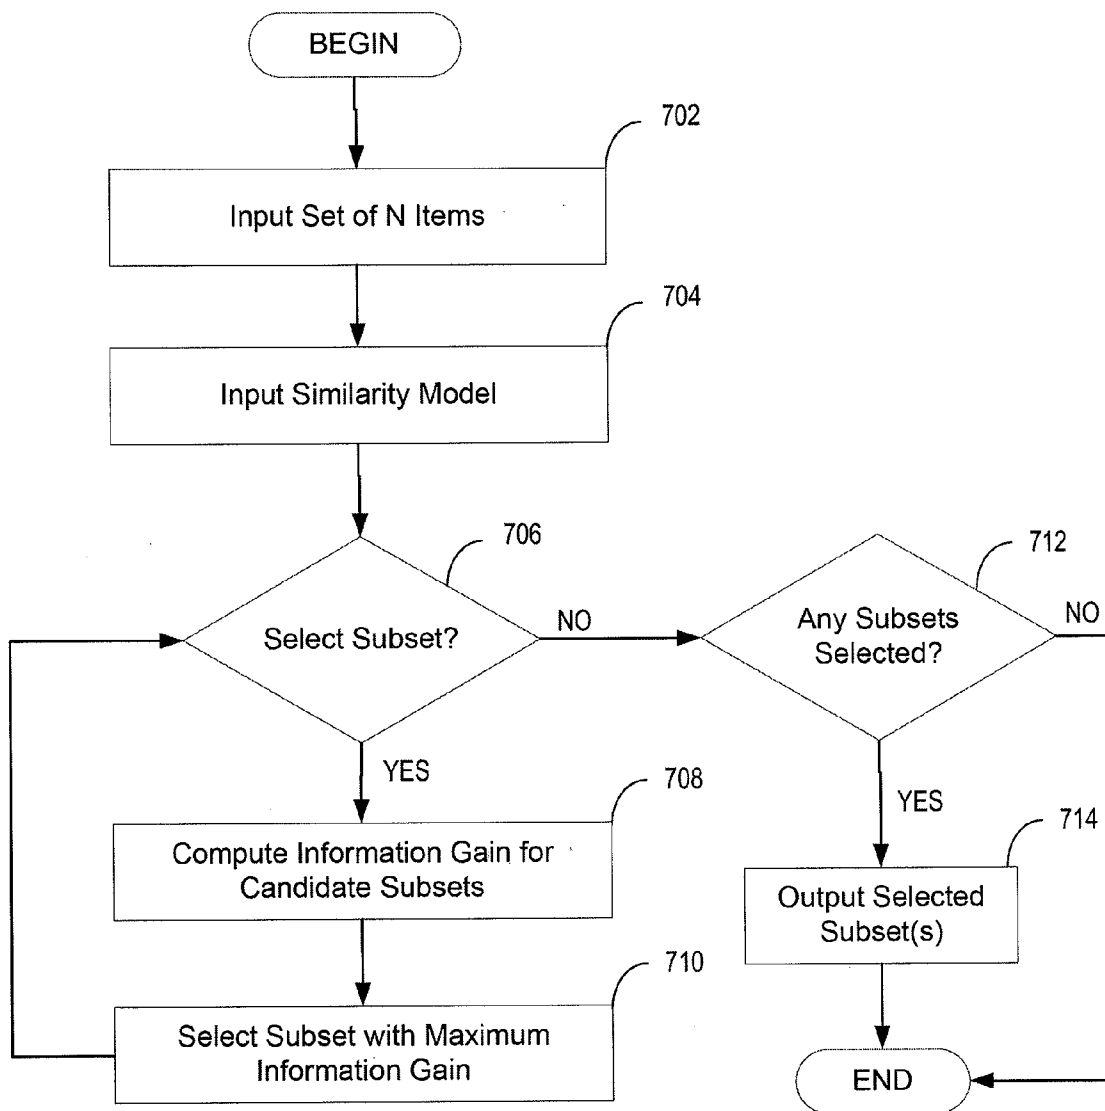 BEGIN
702
Input Set of N Items
704
Input Similarity Model
706
Select Subset?
NO
712
Any Subsets
Selected?
NO
YES
708
Compute Information Gain for
Candidate Subsets
YES
714
Output Selected
Subset(s)
710
Select Subset with Maximum
Information Gain
END